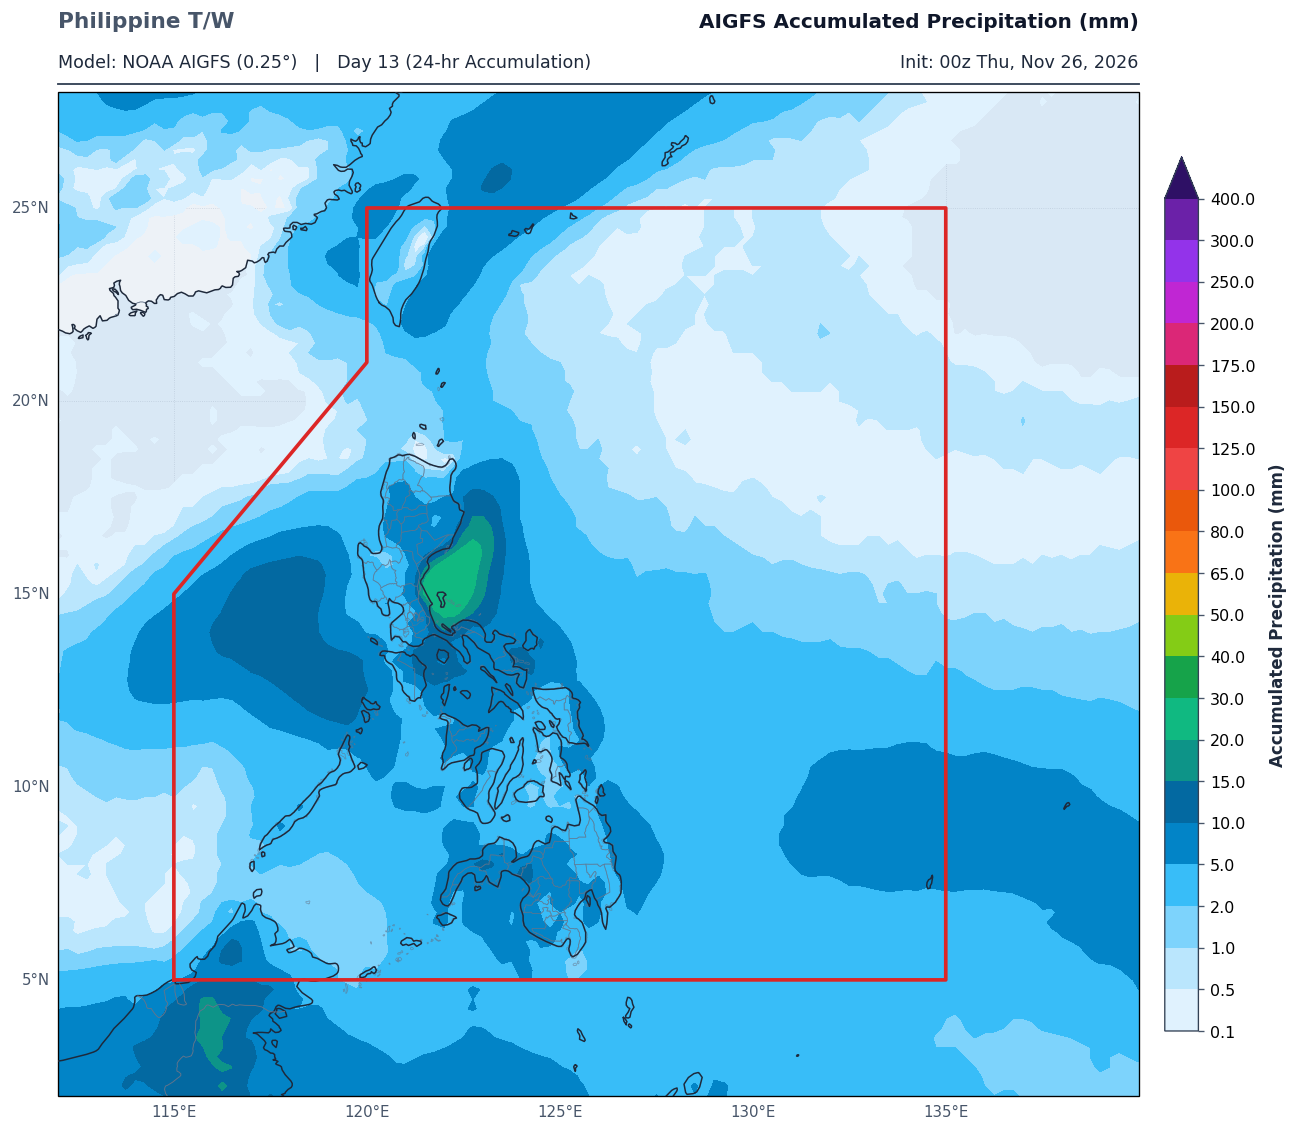 Philippine T/W
AIGFS Accumulated Precipitation (mm)
Model: NOAA AIGFS (0.25°)   |   Day 13 (24-hr Accumulation)
Init: 00z Thu, Nov 26, 2026
25°N
20°N
15°N
10°N
5°N
115°E
120°E
125°E
130°E
135°E
400.0
300.0
250.0
200.0
175.0
150.0
125.0
100.0
80.0
65.0
50.0
40.0
30.0
20.0
15.0
10.0
5.0
2.0
1.0
0.5
0.1
Accumulated Precipitation (mm)